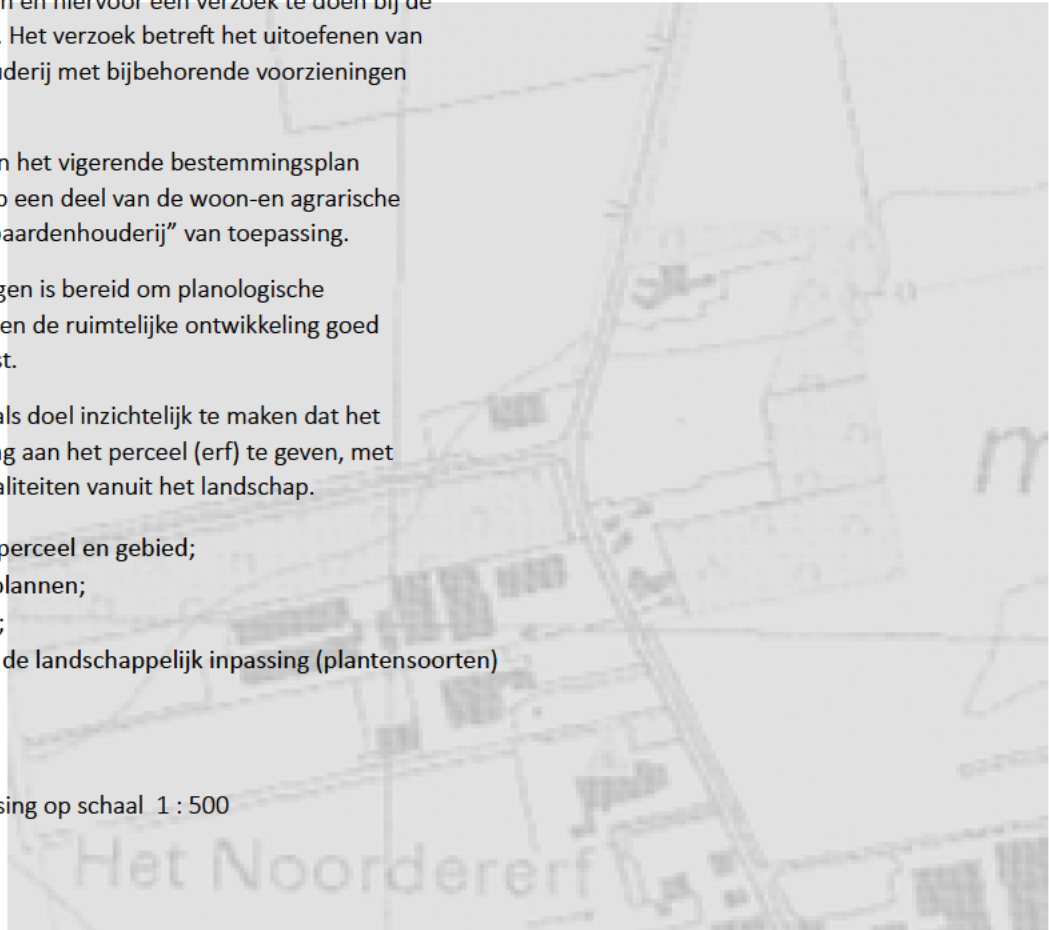 en hiervoor een verzoek te doen bij de
. Het verzoek betreft het uitoefenen van
derij met bijbehorende voorzieningen
n het vigerende bestemmingsplan
een deel van de woon-en agrarische
paardenhouderij” van toepassing.
gen is bereid om planologische
en de ruimtelijke ontwikkeling goed
st.
als doel inzichtelijk te maken dat het
ng aan het perceel (erf) te geven, met
aliteiten vanuit het landschap.
perceel en gebied;
plannen;
;
de landschappelijk inpassing (plantensoorten)
sing op schaal 1 : 500
Het Noordererf
m